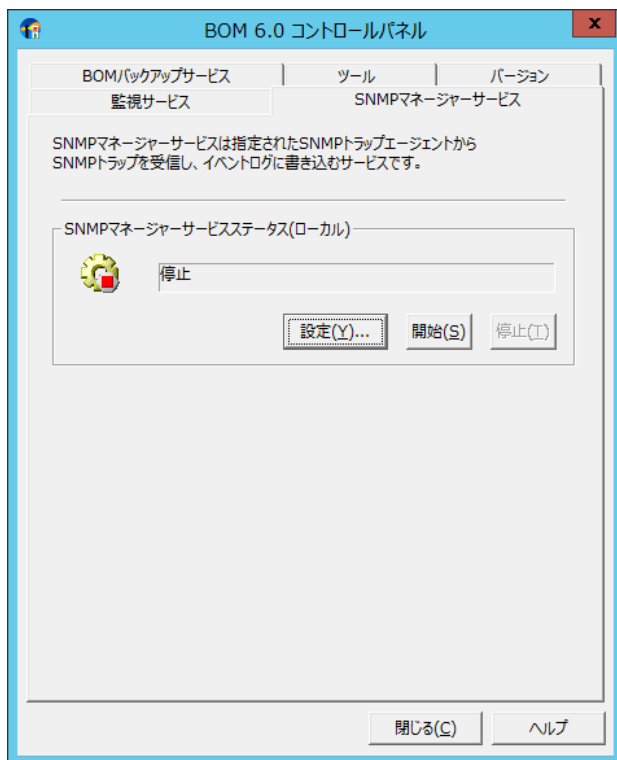 BOM 6.0 コントロールパネル
x
BOMバックアップサービス
ツール
バージョン
監視サービス
SNMPマネージャーサービス
SNMPマネージャーサービスは指定されたSNMPトラップエージェントから
SNMPトラップを受信し、イベントログに書き込むサービスです。
SNMPマネージャーサービスステータス(ローカル)
停止
設定(Y)...
開始(S)
停止(T)
閉じる(C)
ヘルプ